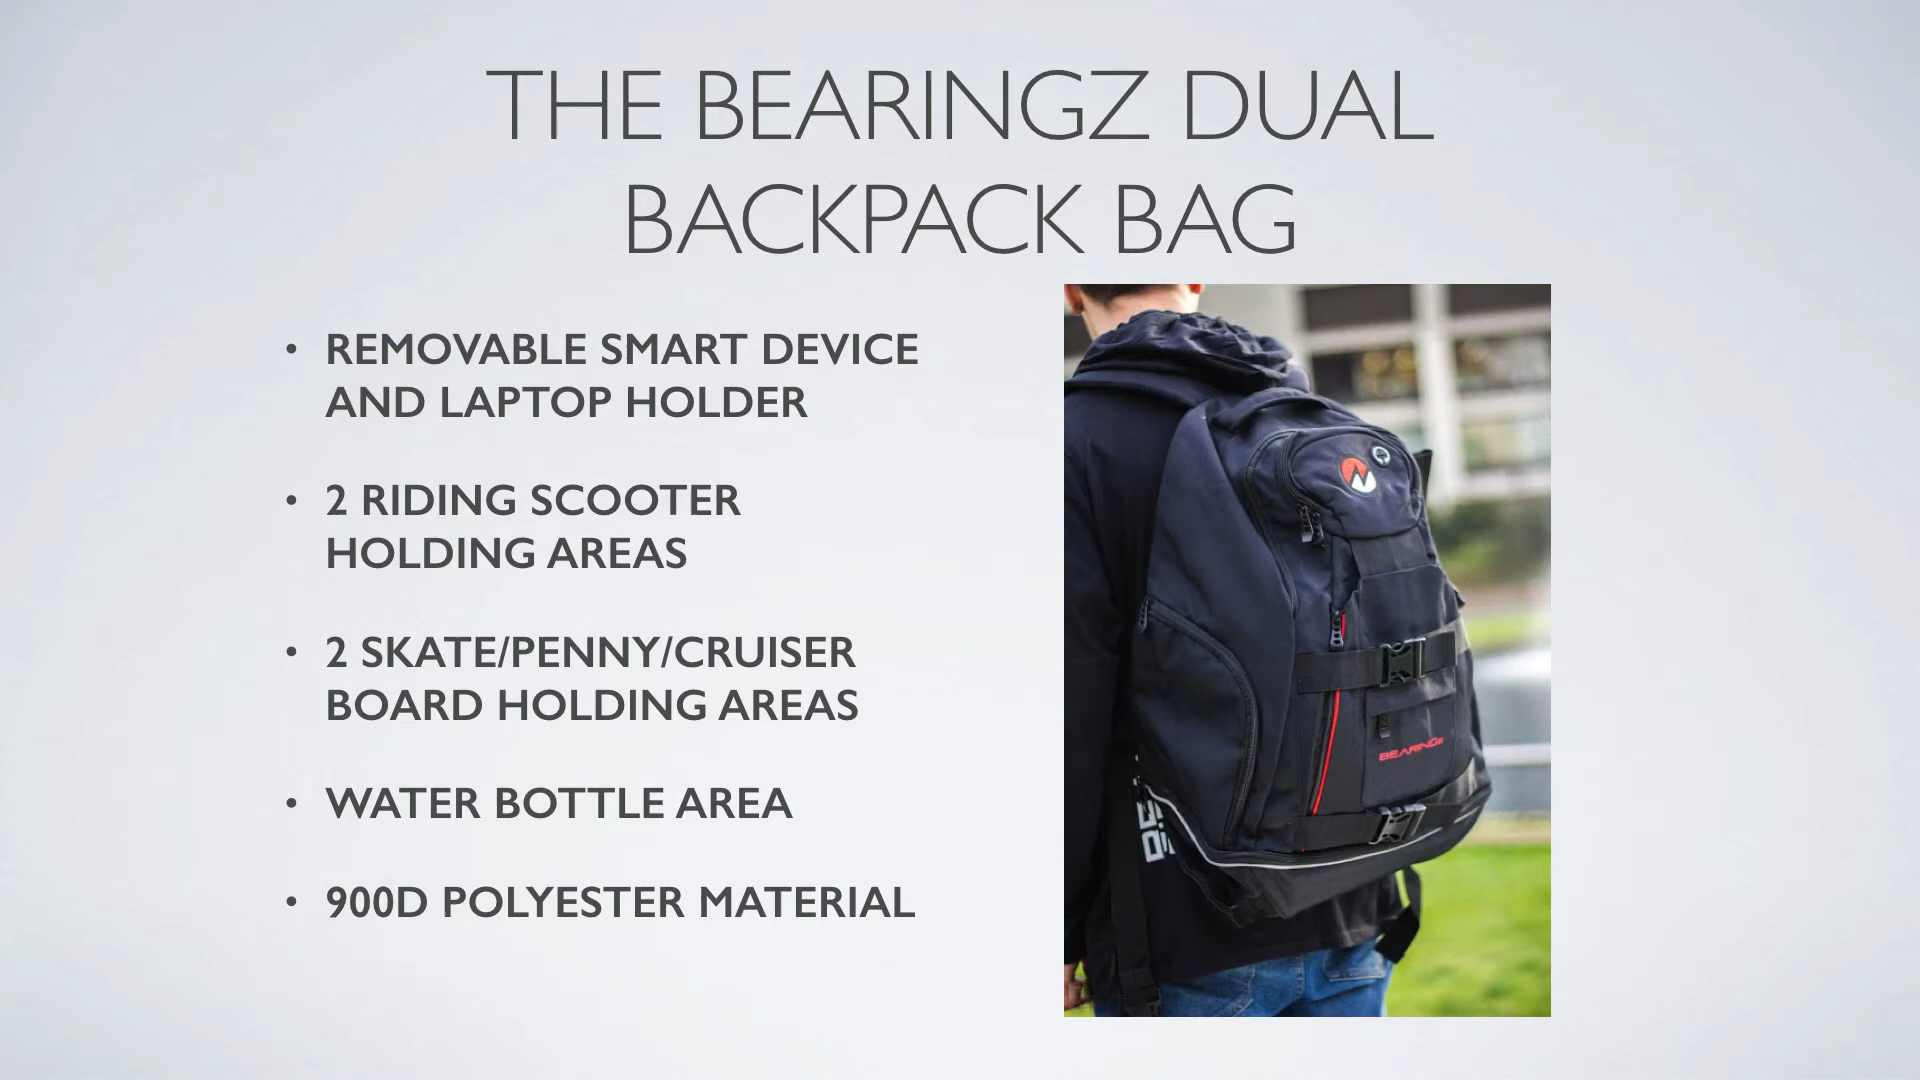 THE BEARINGZ DUAL
BACKPACK BAG
• REMOVABLE SMART DEVICE
AND LAPTOP HOLDER
• 2 RIDING SCOOTER
HOLDING AREAS
• 2 SKATE/PENNY/CRUISER
BOARD HOLDING AREAS
• WATER BOTTLE AREA
• 900D POLYESTER MATERIAL
BEARINGZ